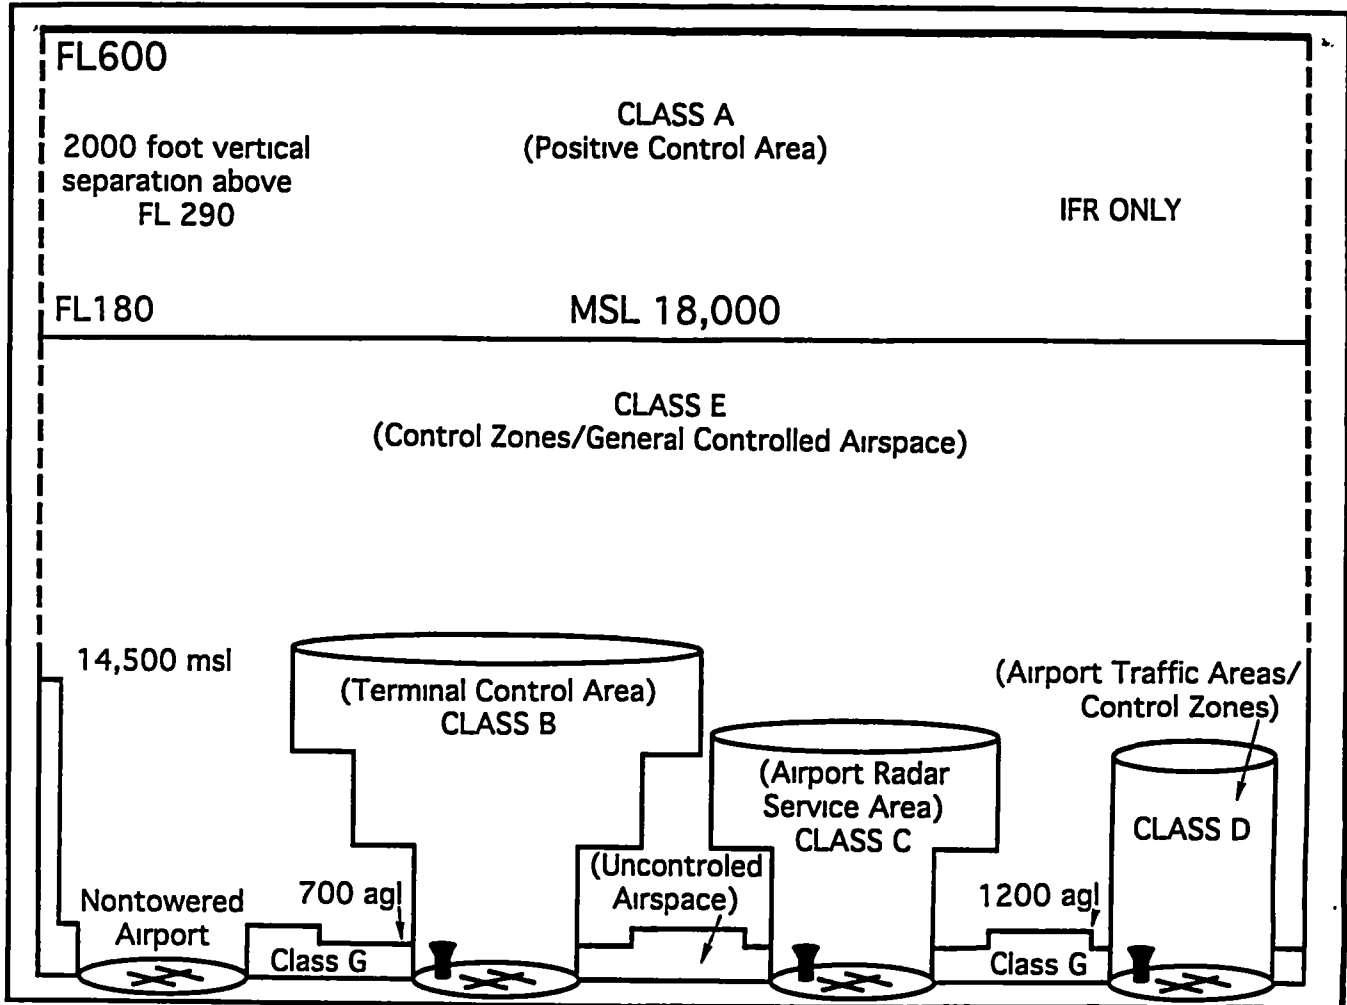 FL600
CLASS A
(Positive Control Area)
2000 foot vertical
separation above
FL 290
IFR ONLY
FL180
MSL 18,000
CLASS E
(Control Zones/General Controlled Airspace)
14,500 msl
(Terminal Control Area)
CLASS B
(Airport Traffic Areas/
Control Zones)
(Airport Radar
Service Area)
CLASS C
CLASS D
(Uncontroled
Airspace)
700 agl
1200 agl
Nontowered
Airport
Class G
Class G